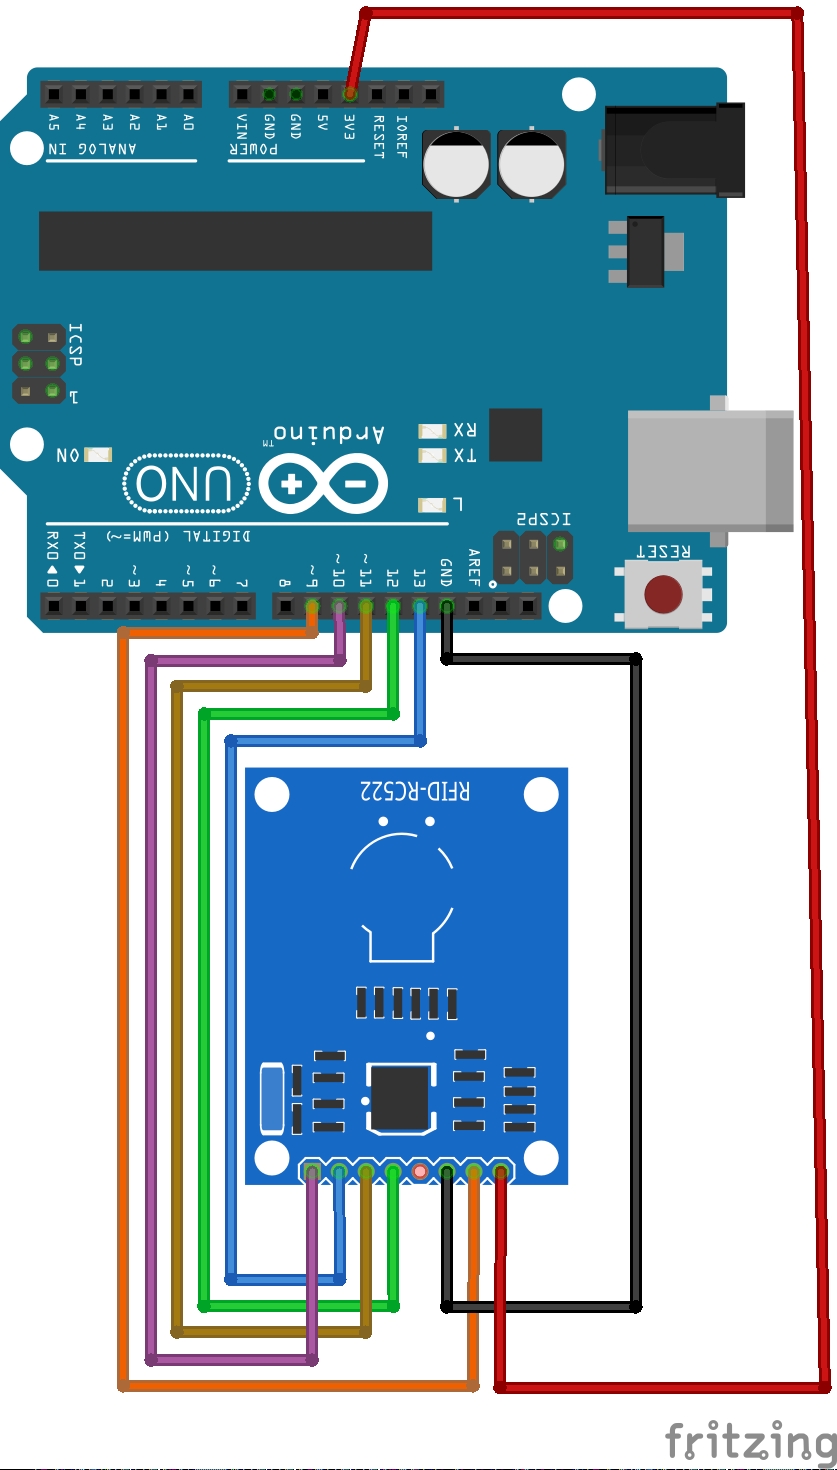 A5 A4 A3 A2 A1 A0
VIN GND GND 5V 3V3 RESET IOREF
ANALOG IN
POWER
ICSP
1
Arduino™
RX
TX
ON
UNO
L
ICSP2
DIGITAL (PWM=~)
RESET
RX0◄0 TX0►1 2 ~3 4 ~5 ~6 7 8 ~9 ~10 ~11 12 13 GND AREF
RFID-RC522
fritzing